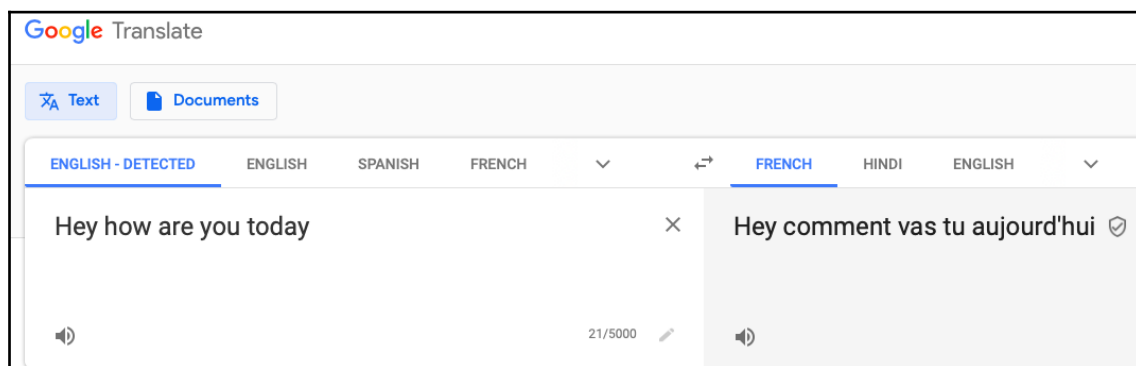 Google Translate
Text Documents
ENGLISH - DETECTED ENGLISH SPANISH FRENCH FRENCH HINDI ENGLISH
Hey how are you today Hey comment vas tu aujourd'hui
21/5000